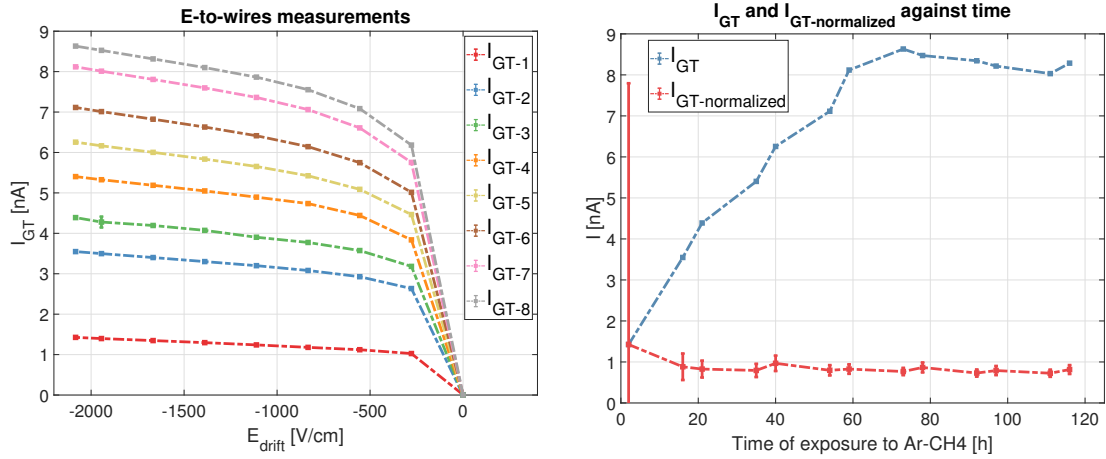 E-to-wires measurements
9
8
7
6
5
4
3
2
1
0
I_GT [nA]
-2000 -1500 -1000 -500 0
E_drift [V/cm]
I_GT-1
I_GT-2
I_GT-3
I_GT-4
I_GT-5
I_GT-6
I_GT-7
I_GT-8
I_GT and I_GT-normalized against time
9
8
7
6
5
4
3
2
1
0
I [nA]
I_GT
I_GT-normalized
0 20 40 60 80 100 120
Time of exposure to Ar-CH4 [h]